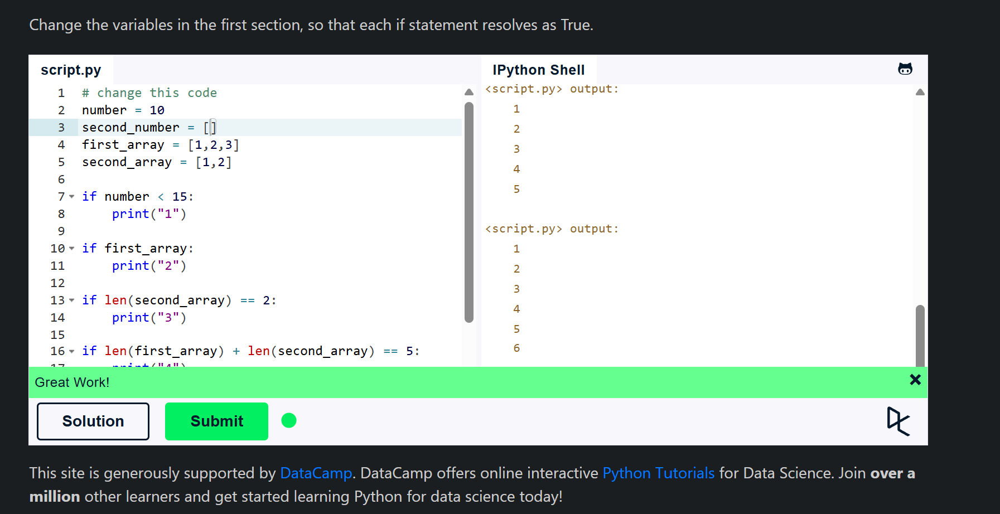 Change the variables in the first section, so that each if statement resolves as True.
script.py
1 # change this code
2 number = 10
3 second_number = []
4 first_array = [1,2,3]
5 second_array = [1,2]
6
7 if number < 15:
8 print("1")
9
10 if first_array:
11 print("2")
12
13 if len(second_array) == 2:
14 print("3")
15
16 if len(first_array) + len(second_array) == 5:
17 print("4")
IPython Shell
<script.py> output:
1
2
3
4
5
<script.py> output:
1
2
3
4
5
6
Great Work!
Solution
Submit
This site is generously supported by DataCamp. DataCamp offers online interactive Python Tutorials for Data Science. Join over a
million other learners and get started learning Python for data science today!